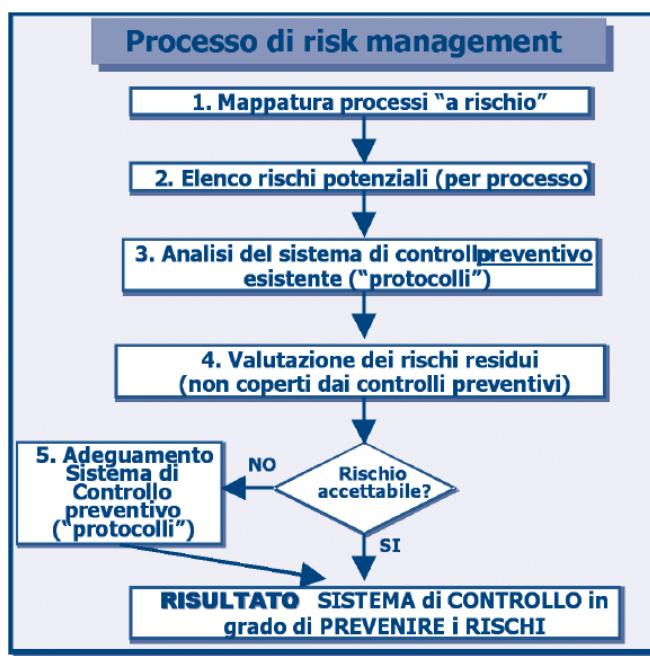 Processo di risk management
1. Mappatura processi “a rischio”
2. Elenco rischi potenziali (per processo)
3. Analisi del sistema di controllopreventivo
esistente (“protocolli”)
4. Valutazione dei rischi residui
(non coperti dai controlli preventivi)
Rischio
accettabile?
NO
5. Adeguamento
Sistema di
Controllo
preventivo
(“protocolli”)
SI
RISULTATO SISTEMA di CONTROLLO in
grado di PREVENIRE i RISCHI